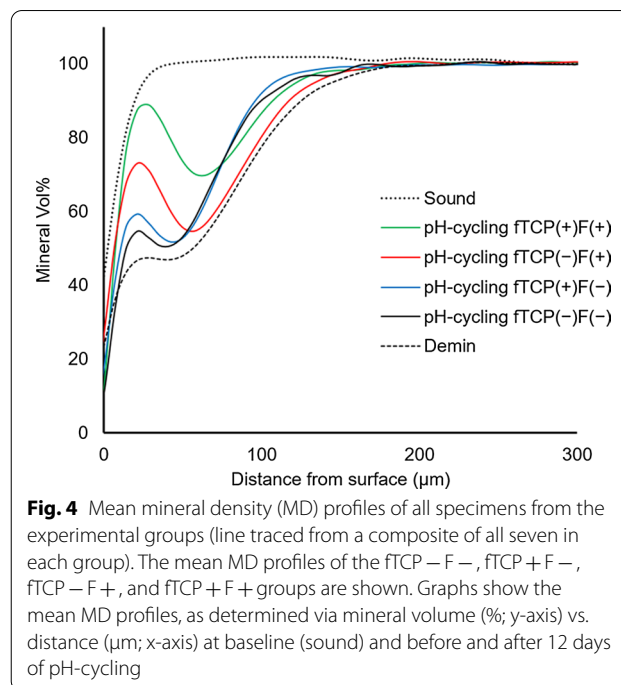 100
80
60
40
20
0
Mineral Vol%
Sound
pH-cycling fTCP(+)F(+)
pH-cycling fTCP(−)F(+)
pH-cycling fTCP(+)F(−)
pH-cycling fTCP(−)F(−)
Demin
0 100 200 300
Distance from surface (µm)
Fig. 4 Mean mineral density (MD) profiles of all specimens from the
experimental groups (line traced from a composite of all seven in
each group). The mean MD profiles of the fTCP − F −, fTCP + F −,
fTCP − F +, and fTCP + F + groups are shown. Graphs show the
mean MD profiles, as determined via mineral volume (%; y-axis) vs.
distance (µm; x-axis) at baseline (sound) and before and after 12 days
of pH-cycling